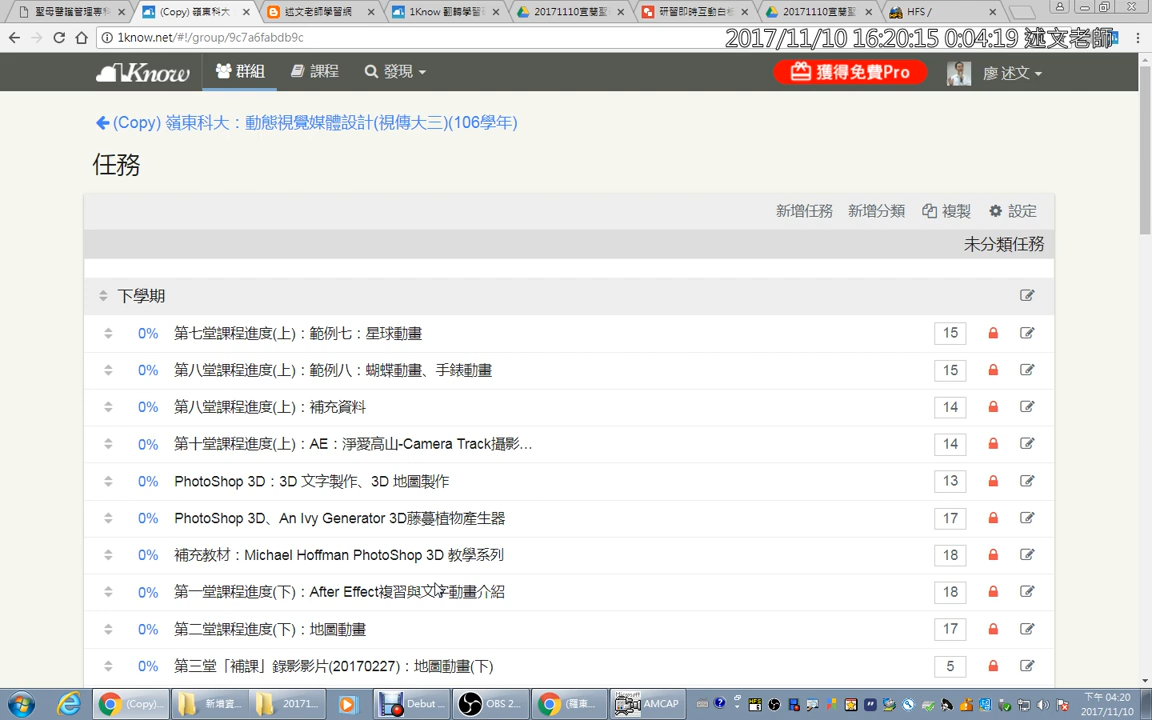 聖母醫護管理專科
(Copy) 嶺東科大
述文老師學習網
1Know 翻轉學習
20171110宜蘭聖
研習即時互動白板
20171110宜蘭聖
HFS /
1know.net/#!/group/9c7a6fabdb9c
2017/11/10 16:20:15 0:04:19 述文老師
1Know
群組
課程
發現
獲得免費Pro
廖 述文
(Copy) 嶺東科大：動態視覺媒體設計(視傳大三)(106學年)
任務
新增任務
新增分類
複製
設定
未分類任務
下學期
0% 第七堂課程進度(上)：範例七：星球動畫 15
0% 第八堂課程進度(上)：範例八：蝴蝶動畫、手錶動畫 15
0% 第八堂課程進度(上)：補充資料 14
0% 第十堂課程進度(上)：AE：淨愛高山-Camera Track攝影… 14
0% PhotoShop 3D：3D 文字製作、3D 地圖製作 13
0% PhotoShop 3D、An Ivy Generator 3D藤蔓植物產生器 17
0% 補充教材：Michael Hoffman PhotoShop 3D 教學系列 18
0% 第一堂課程進度(下)：After Effect複習與文字動畫介紹 18
0% 第二堂課程進度(下)：地圖動畫 17
0% 第三堂「補課」錄影影片(20170227)：地圖動畫(下) 5
(Copy)...
新增資...
20171...
Debut ...
OBS 2...
(羅東...
AMCAP
下午 04:20
2017/11/10